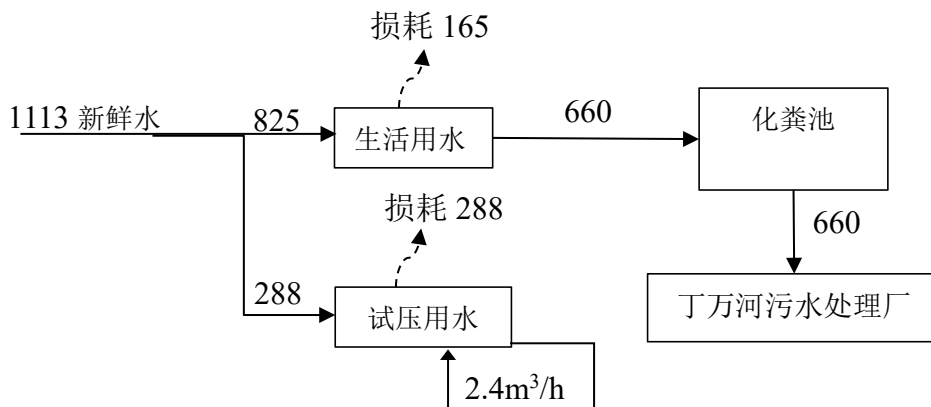 损耗 165
1113 新鲜水
825
生活用水
660
化粪池
损耗 288
660
288
试压用水
丁万河污水处理厂
2.4m³/h